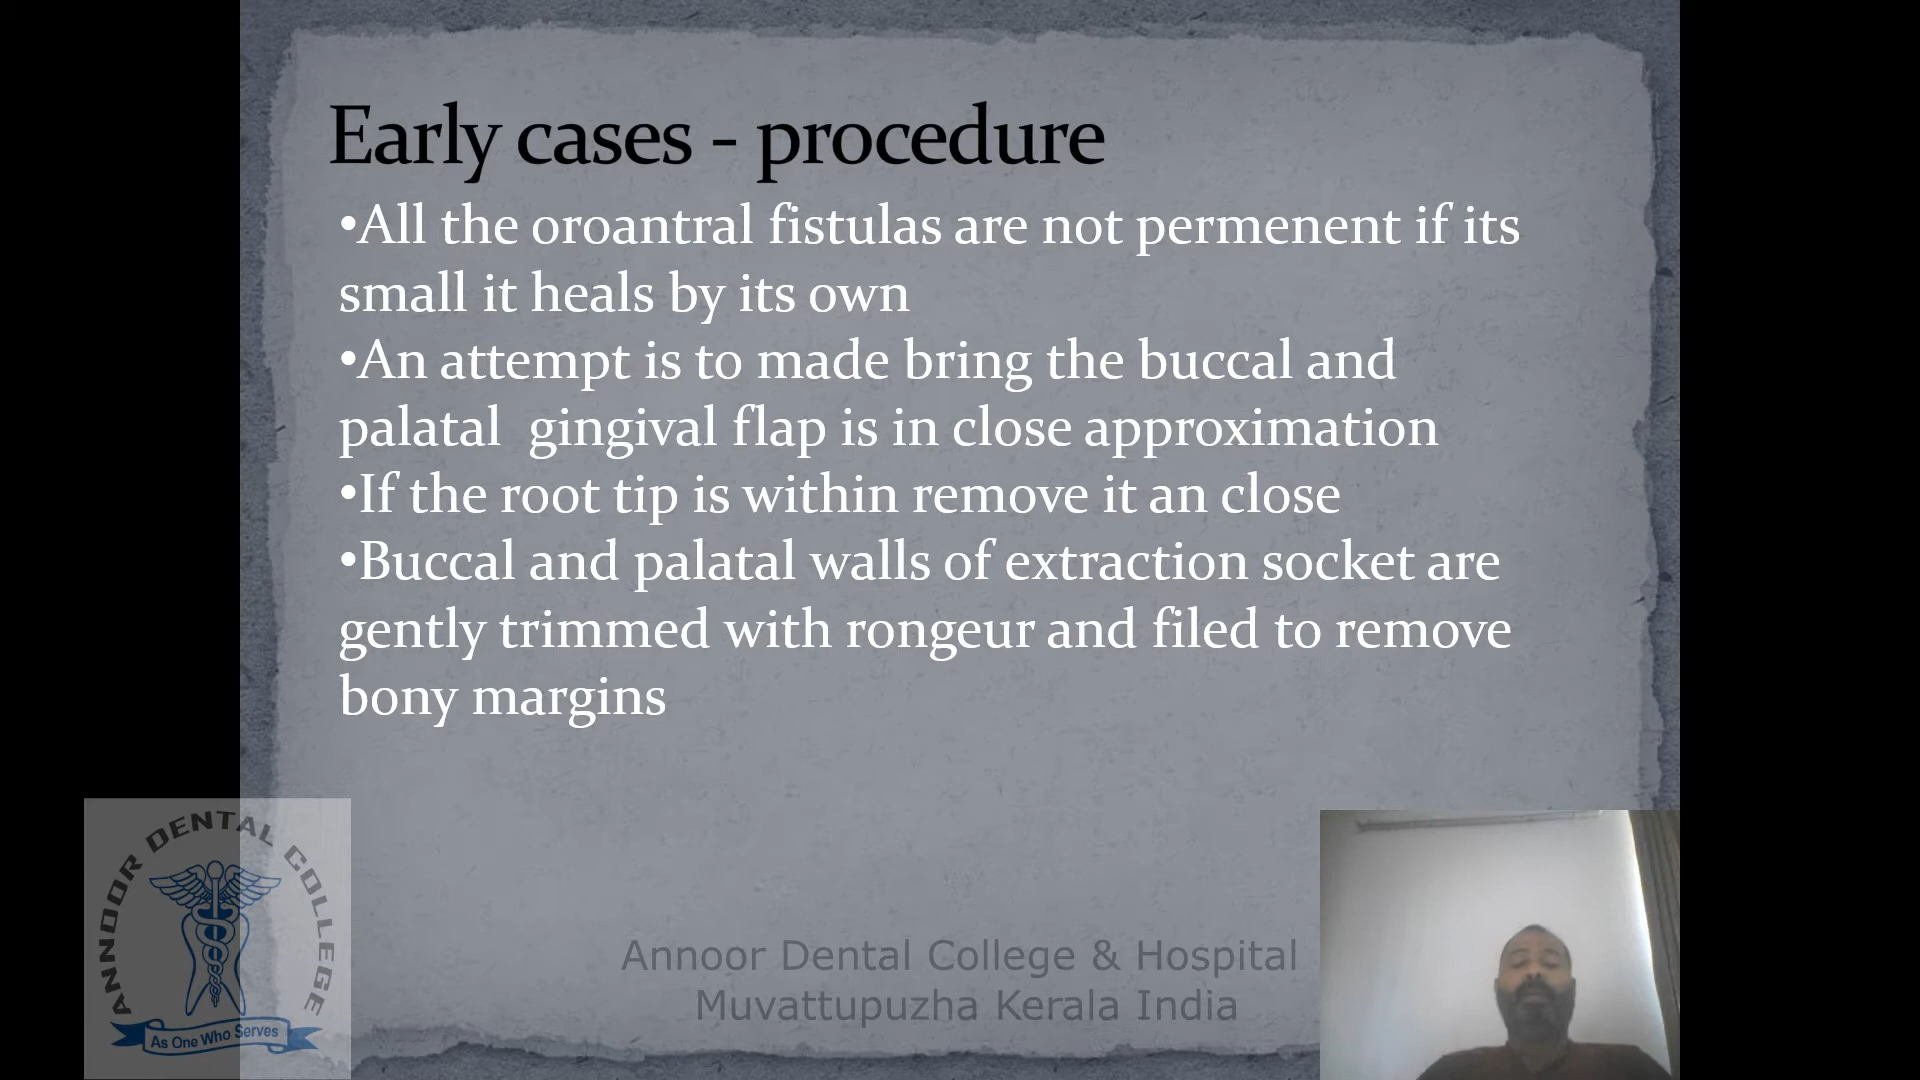 Early cases - procedure
•All the oroantral fistulas are not permenent if its
small it heals by its own
•An attempt is to made bring the buccal and
palatal  gingival flap is in close approximation
•If the root tip is within remove it an close
•Buccal and palatal walls of extraction socket are
gently trimmed with rongeur and filed to remove
bony margins
ANNOOR DENTAL COLLEGE
As One Who Serves
Annoor Dental College & Hospital
Muvattupuzha Kerala India